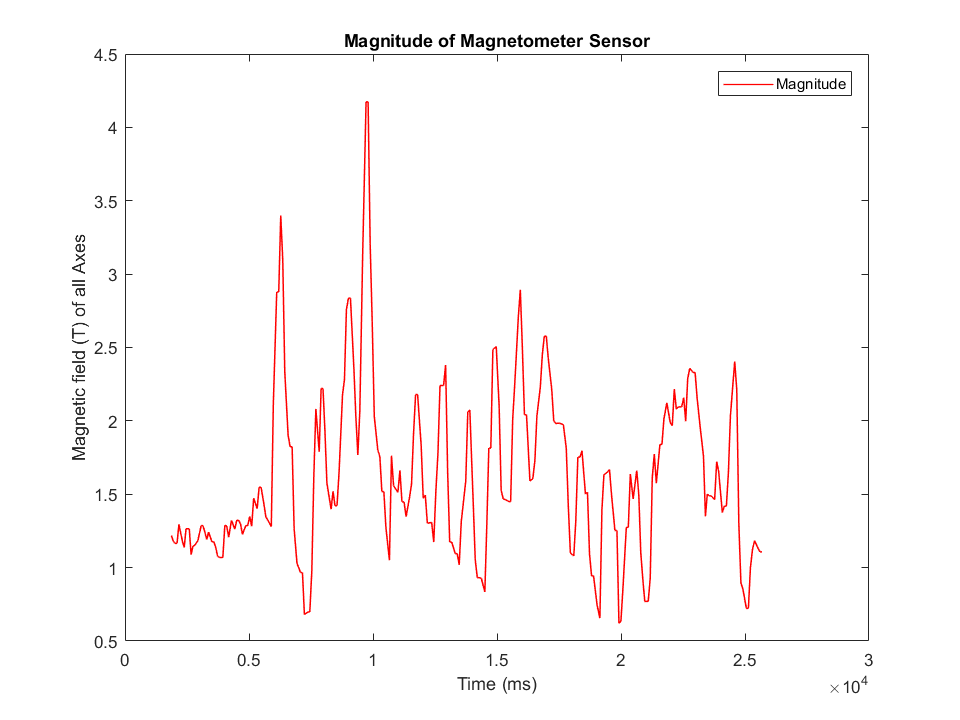 Magnitude of Magnetometer Sensor
Magnitude
Magnetic field (T) of all Axes
4.5
4
3.5
3
2.5
2
1.5
1
0.5
0 0.5 1 1.5 2 2.5 3
Time (ms)
×10⁴